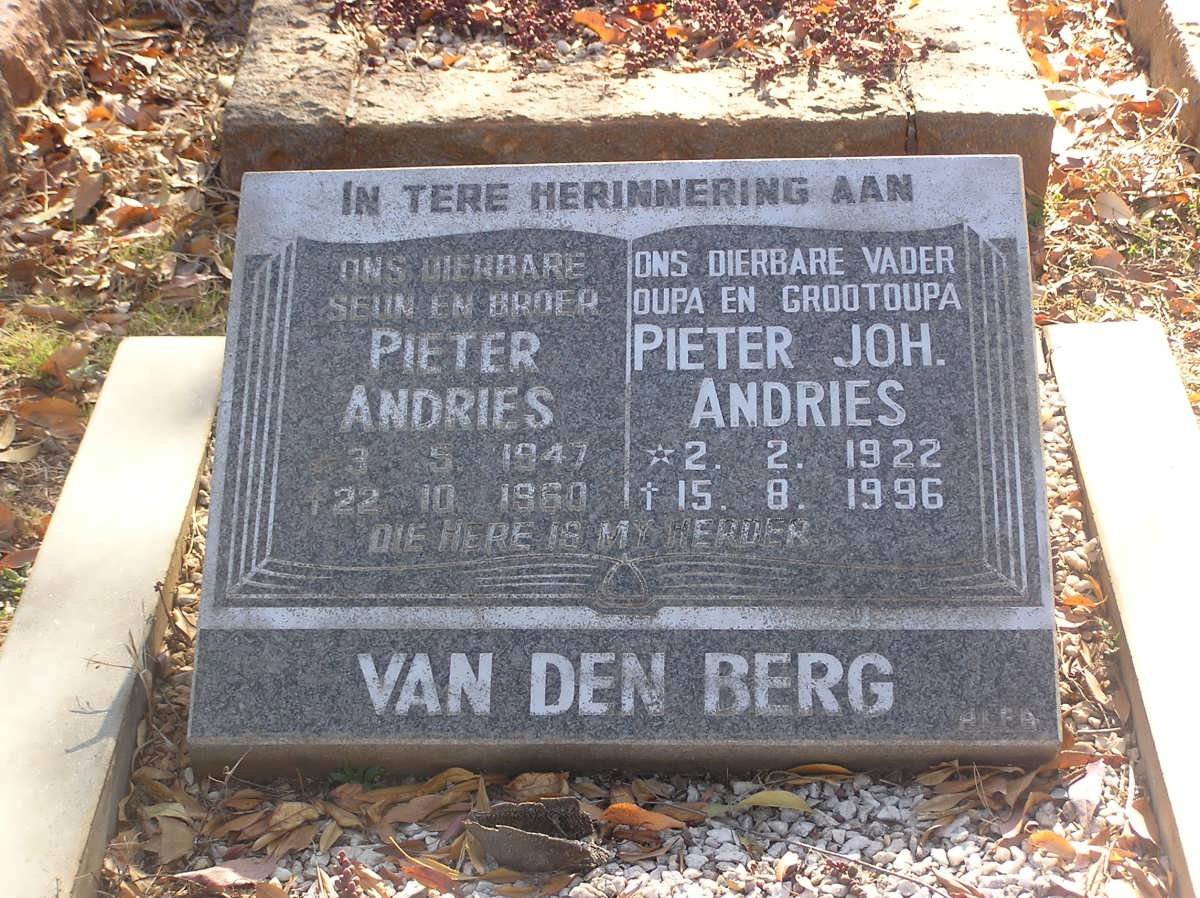 IN TERE HERINNERING AAN
ONS DIERBARE
SEUN EN BROER
PIETER
ANDRIES
3. 5. 1947
† 22. 10. 1960
ONS DIERBARE VADER
OUPA EN GROOTOUPA
PIETER JOH.
ANDRIES
☆ 2. 2. 1922
† 15. 8. 1996
DIE HERE IS MY HERDER
VAN DEN BERG